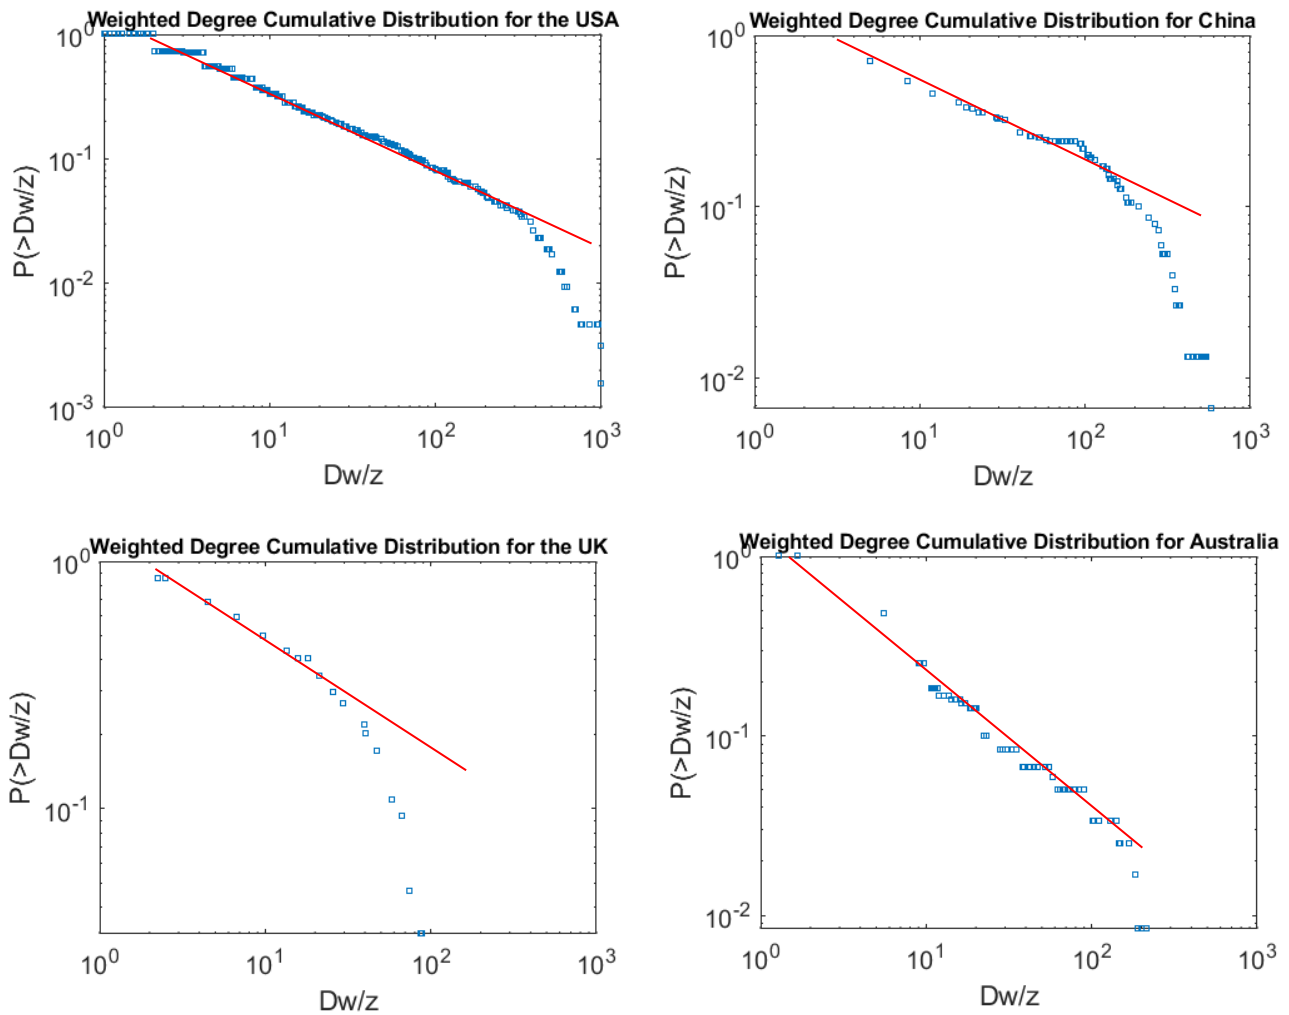 Weighted Degree Cumulative Distribution for the USA
10^0
10^-1
10^-2
10^-3
P(>Dw/z)
10^0 10^1 10^2 10^3
Dw/z
Weighted Degree Cumulative Distribution for China
10^0
10^-1
10^-2
P(>Dw/z)
10^0 10^1 10^2 10^3
Dw/z
Weighted Degree Cumulative Distribution for the UK
10^0
10^-1
P(>Dw/z)
10^0 10^1 10^2 10^3
Dw/z
Weighted Degree Cumulative Distribution for Australia
10^0
10^-1
10^-2
P(>Dw/z)
10^0 10^1 10^2 10^3
Dw/z